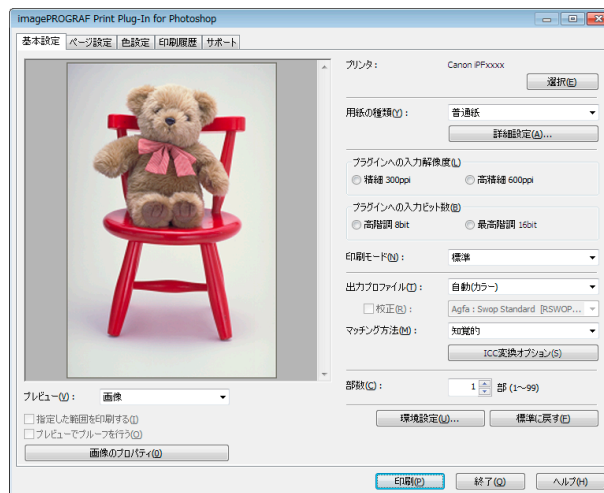 imagePROGRAF Print Plug-In for Photoshop
基本設定 ページ設定 色設定 印刷履歴 サポート
プリンタ： Canon iPFxxxx
選択(E)
用紙の種類(Y)： 普通紙
詳細設定(A)...
プラグインへの入力解像度(L)
精細 300ppi 高精細 600ppi
プラグインへの入力ビット数(B)
高階調 8bit 最高階調 16bit
印刷モード(N)： 標準
出力プロファイル(T)： 自動(カラー)
校正(R)： Agfa : Swop Standard [RSWOP...
マッチング方法(M)： 知覚的
ICC変換オプション(S)
部数(C)： 1 部 (1～99)
プレビュー(V)： 画像
指定した範囲を印刷する(I)
プレビューでプルーフを行う(O)
画像のプロパティ(0)
環境設定(U)... 標準に戻す(F)
印刷(P) 終了(Q) ヘルプ(H)